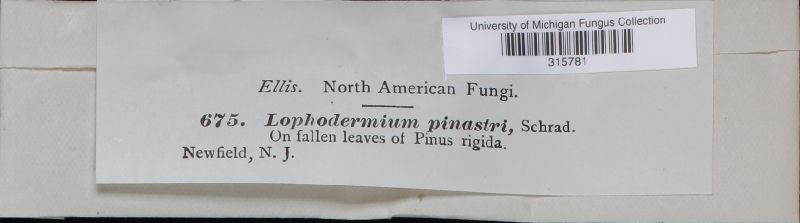 University of Michigan Fungus Collection
315781
Ellis. North American Fungi.
675. Lophodermium pinastri, Schrad.
On fallen leaves of Pinus rigida.
Newfield, N. J.